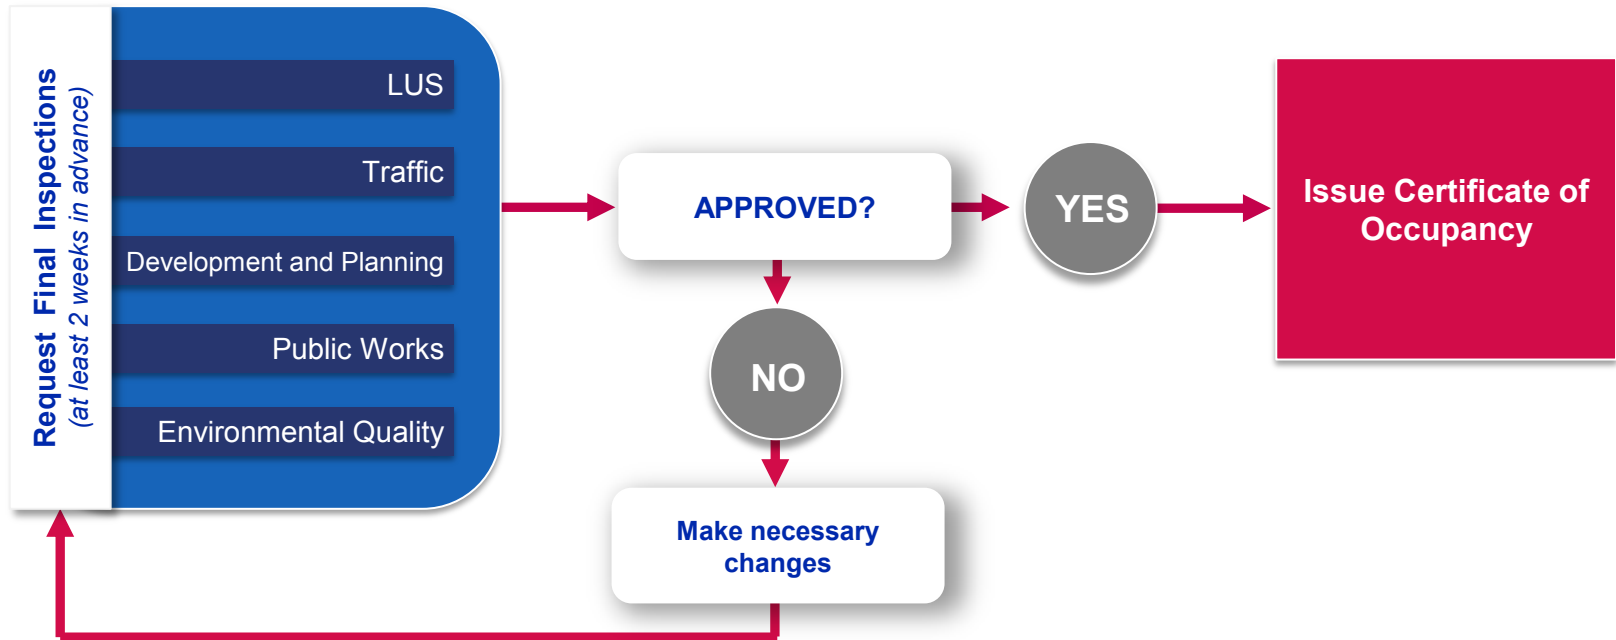 Request Final Inspections
(at least 2 weeks in advance)
LUS
Traffic
Development and Planning
Public Works
Environmental Quality
APPROVED?
YES
Issue Certificate of
Occupancy
NO
Make necessary
changes